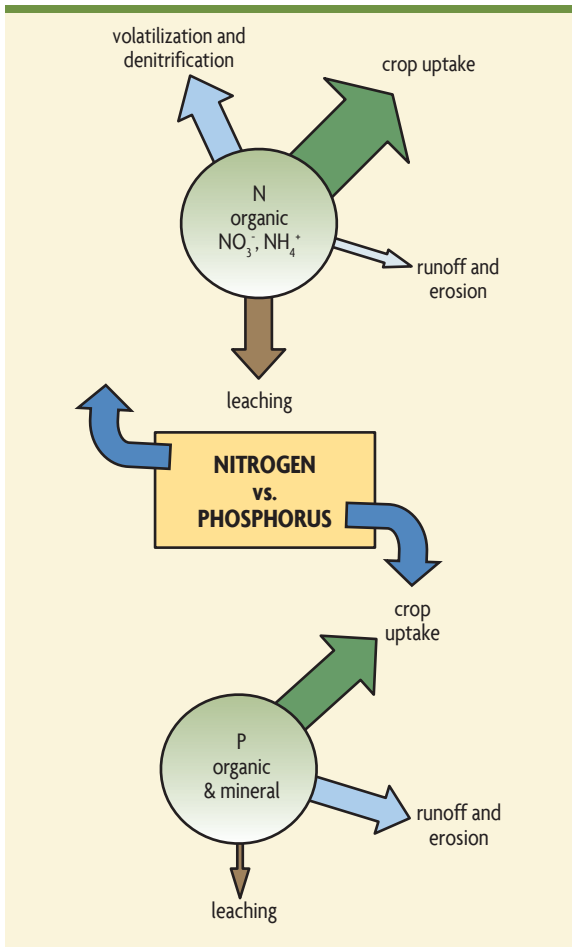 volatilization and
denitrification
crop uptake
N
organic
NO₃⁻, NH₄⁺
runoff and
erosion
leaching
NITROGEN
vs.
PHOSPHORUS
crop
uptake
P
organic
& mineral
runoff and
erosion
leaching